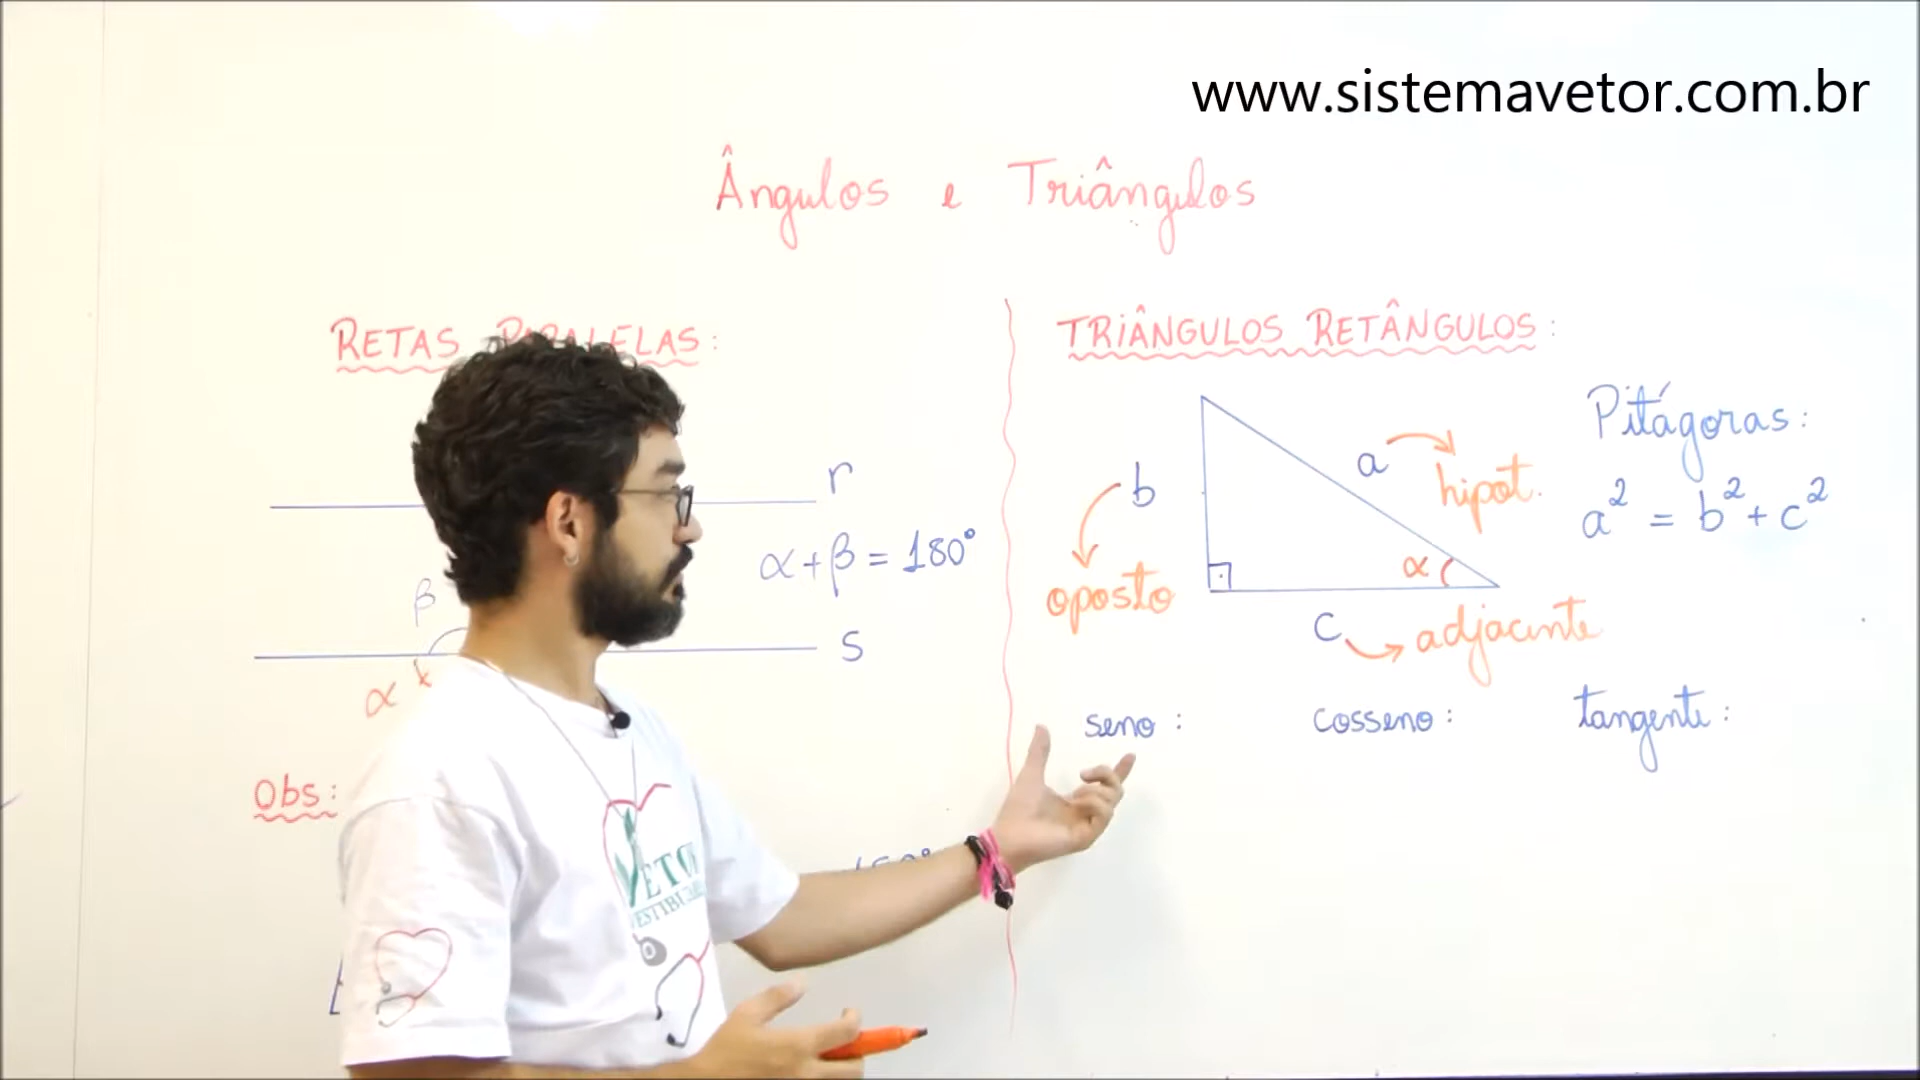 www.sistemavetor.com.br
Ângulos e Triângulos
RETAS PARALELAS:
r
α+β=180°
β
s
α
Obs:
TRIÂNGULOS RETÂNGULOS:
b
a
hipot.
oposto
α
c
adjacente
Pitágoras:
a² = b² + c²
seno:
cosseno:
tangente:
VETOR